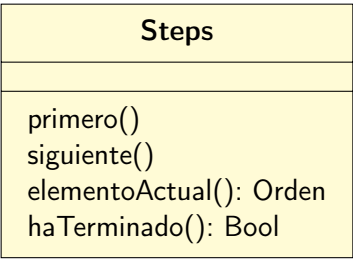 Steps
primero()
siguiente()
elementoActual(): Orden
haTerminado(): Bool